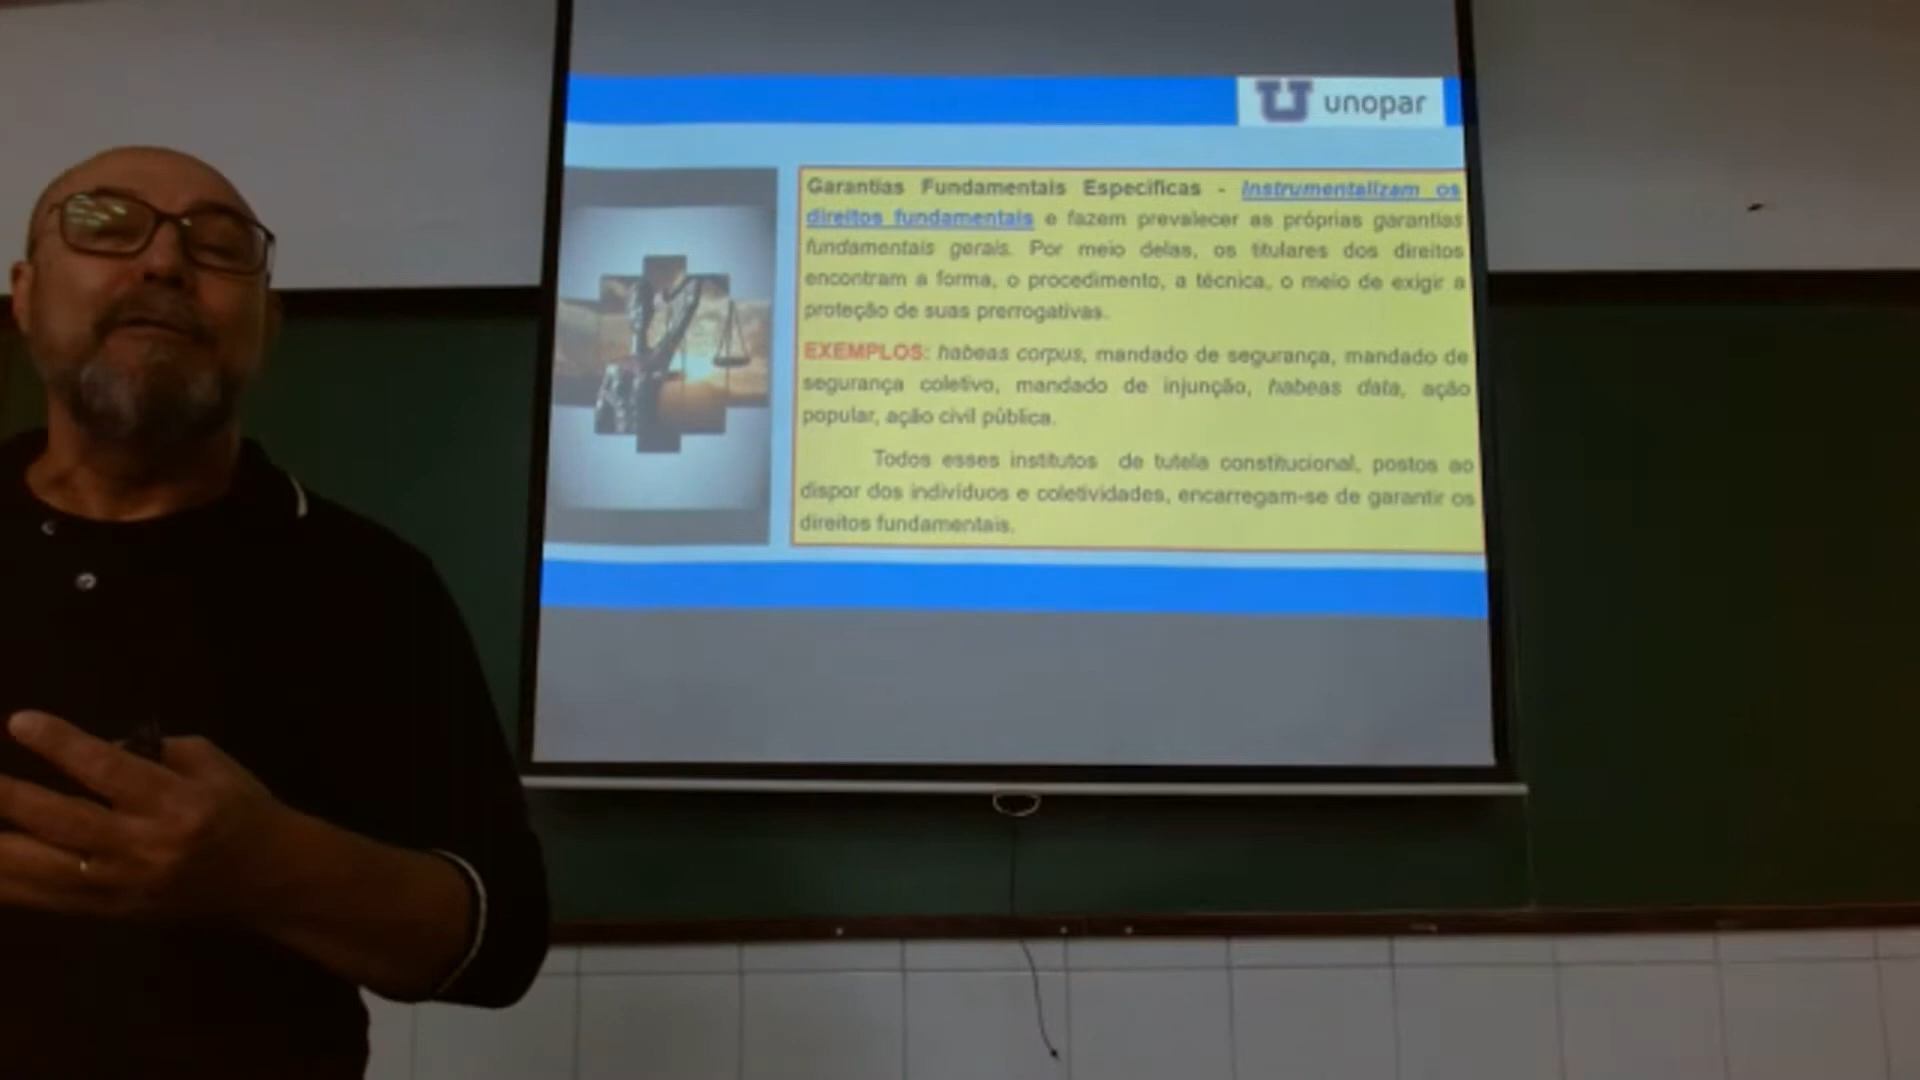 unopar
Garantias Fundamentais Específicas - Instrumentalizam os
direitos fundamentais e fazem prevalecer as próprias garantias
fundamentais gerais. Por meio delas, os titulares dos direitos
encontram a forma, o procedimento, a técnica, o meio de exigir a
proteção de suas prerrogativas.
EXEMPLOS: habeas corpus, mandado de segurança, mandado de
segurança coletivo, mandado de injunção, habeas data, ação
popular, ação civil pública.
Todos esses institutos de tutela constitucional, postos ao
dispor dos indivíduos e coletividades, encarregam-se de garantir os
direitos fundamentais.